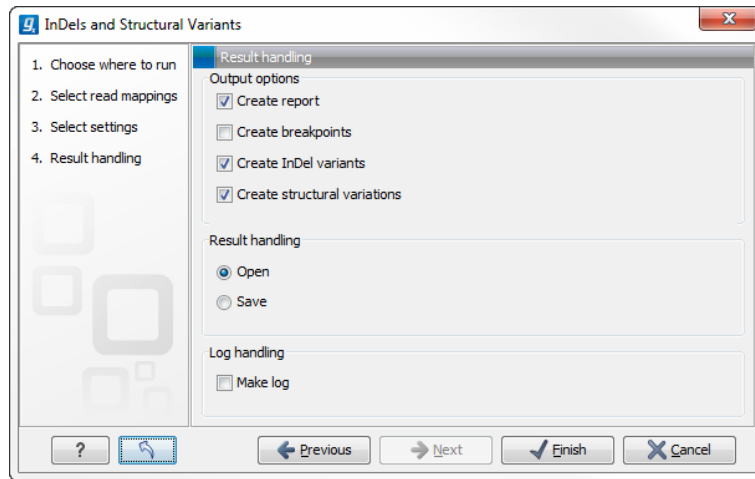 InDels and Structural Variants
1. Choose where to run
2. Select read mappings
3. Select settings
4. Result handling
Result handling
Output options
Create report
Create breakpoints
Create InDel variants
Create structural variations
Result handling
Open
Save
Log handling
Make log
?
Previous
Next
Finish
Cancel